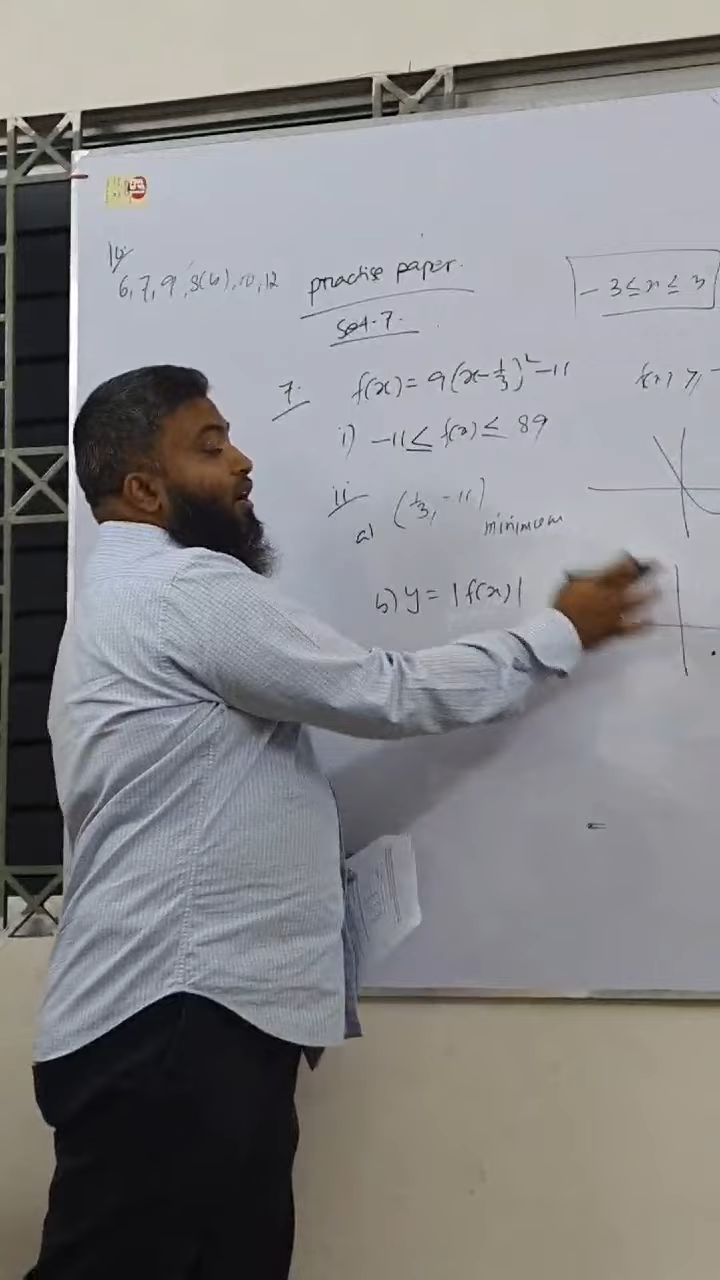 14
6, 7, 9, 8(b), 10, 12
practise paper.
Set-7.
- 3 ≤ x ≤ 3
7. f(x) = 9(x - 1/3)² - 11
f(x) ≥ -
i) -11 ≤ f(x) ≤ 89
ii
a) (1/3, -11) minimum
b) y = |f(x)|